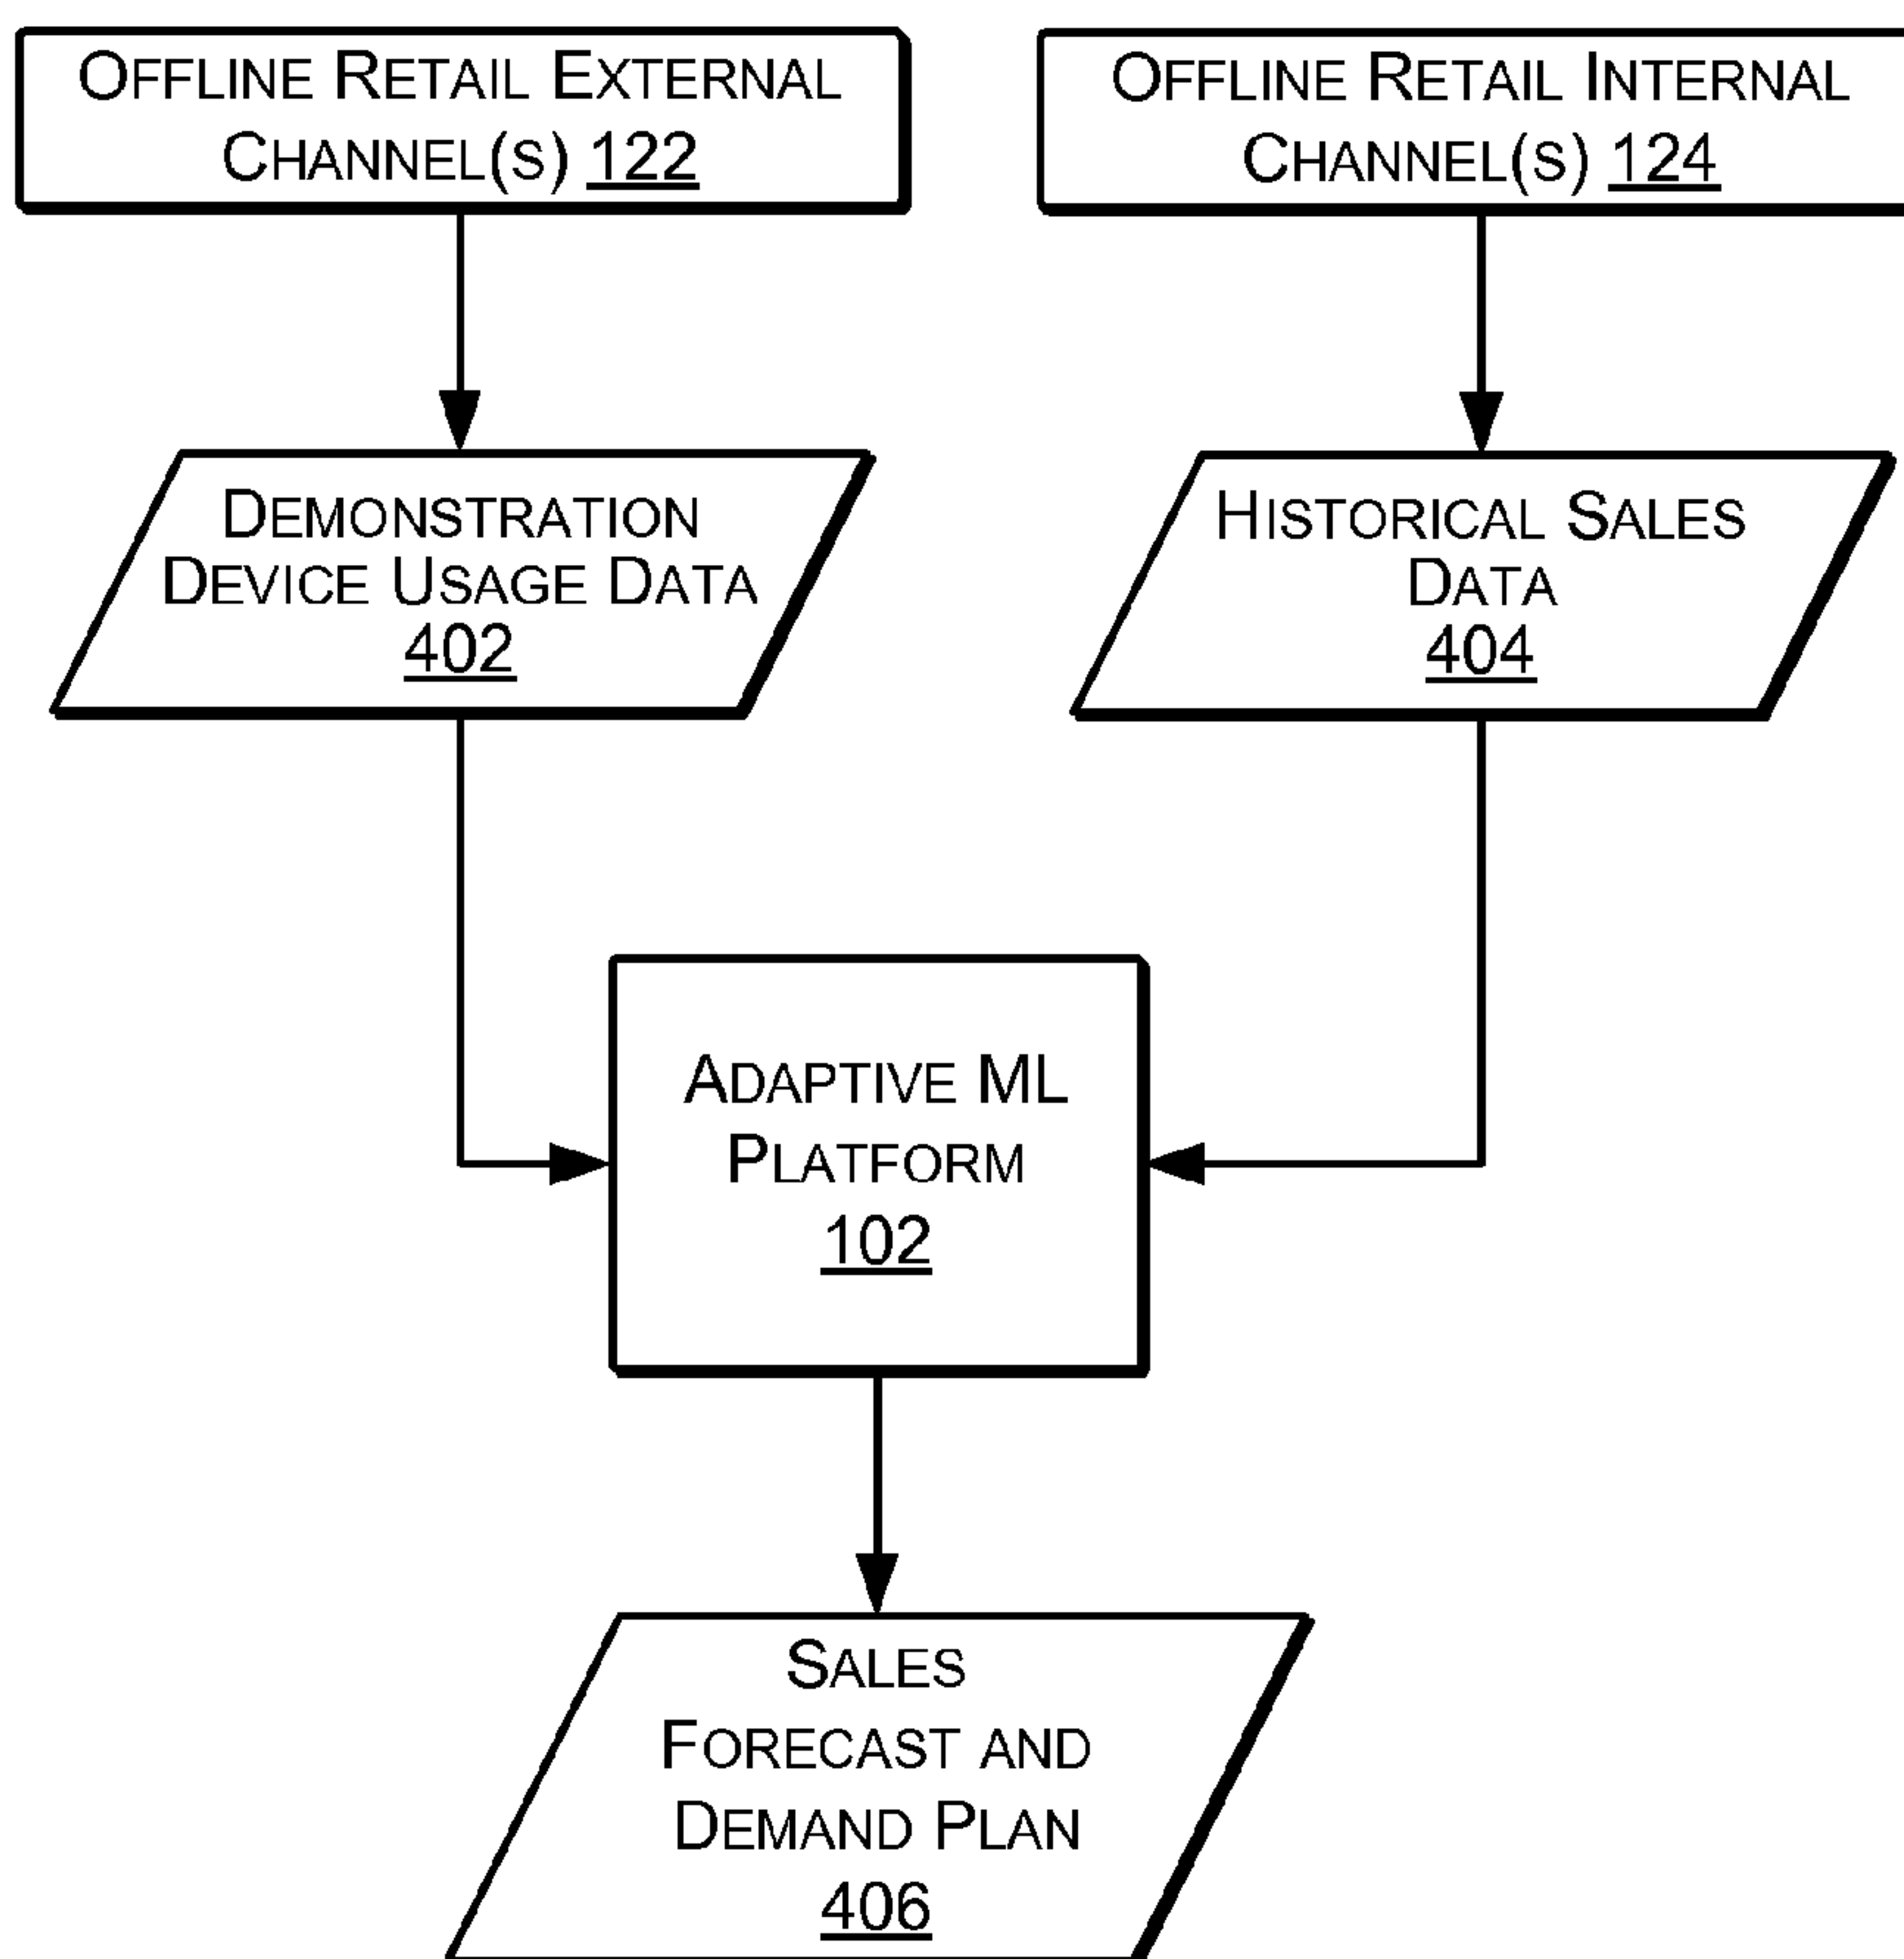 OFFLINE RETAIL EXTERNAL
CHANNEL(S) 122
OFFLINE RETAIL INTERNAL
CHANNEL(S) 124
DEMONSTRATION
DEVICE USAGE DATA
402
HISTORICAL SALES
DATA
404
ADAPTIVE ML
PLATFORM
102
SALES
FORECAST AND
DEMAND PLAN
406